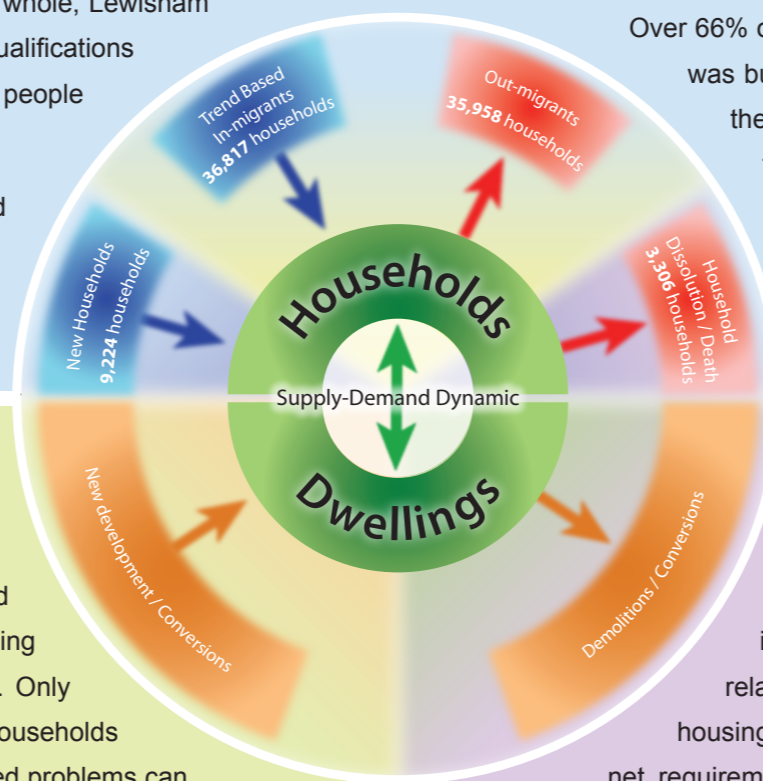 whole, Lewisham
ualifications
people
Over 66% o
was bu
the
Trend Based
In-migrants
36,817 households
Out-migrants
35,958 households
New Households
9,224 households
Household
Dissolution / Death
3,306 households
Households
Supply-Demand Dynamic
Dwellings
New development / Conversions
Demolitions / Conversions
d
d
ing
. Only
ouseholds
ed problems can
i
rela
housing
net requirem